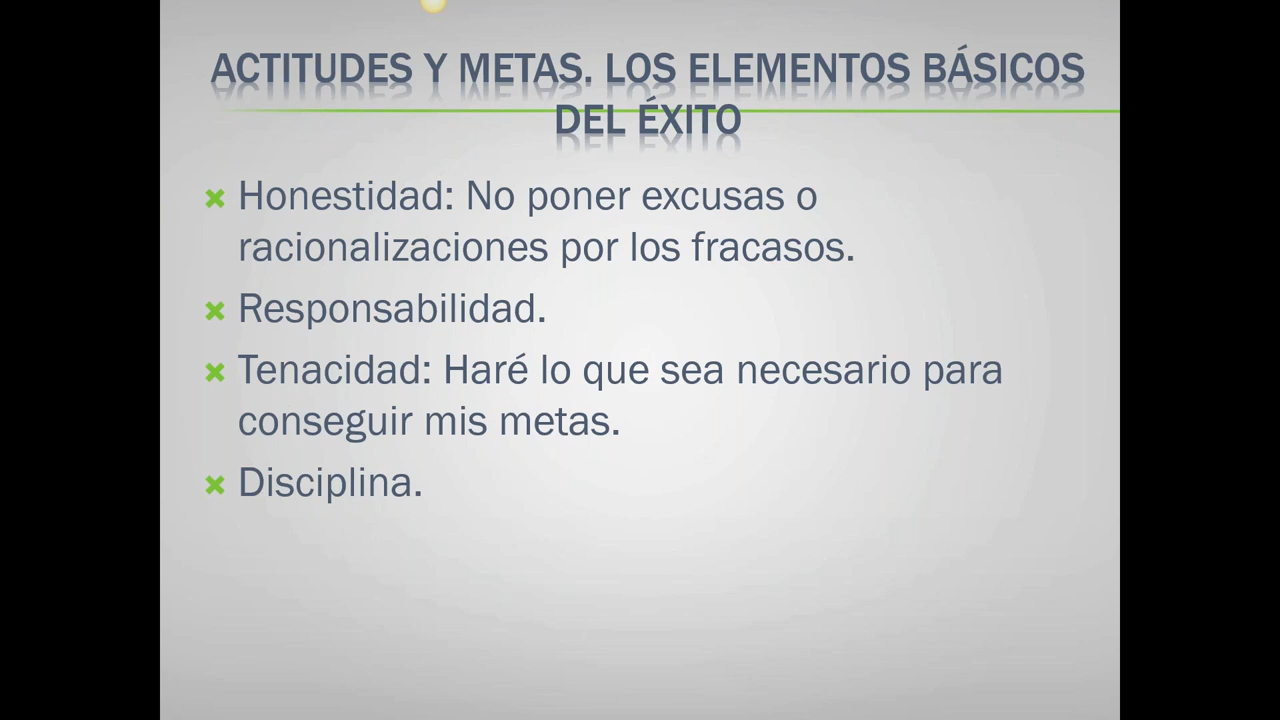 ACTITUDES Y METAS. LOS ELEMENTOS BÁSICOS
DEL ÉXITO
Honestidad: No poner excusas o
racionalizaciones por los fracasos.
Responsabilidad.
Tenacidad: Haré lo que sea necesario para
conseguir mis metas.
Disciplina.